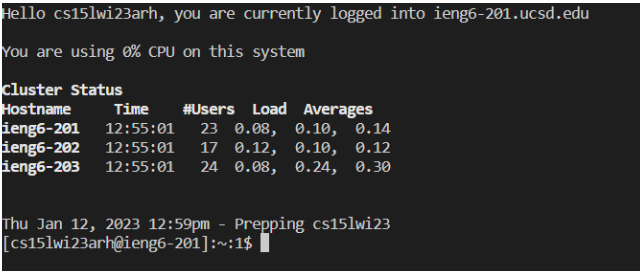 Hello cs15lwi23arh, you are currently logged into ieng6-201.ucsd.edu
You are using 0% CPU on this system
Cluster Status
Hostname Time #Users Load Averages
ieng6-201 12:55:01 23 0.08, 0.10, 0.14
ieng6-202 12:55:01 17 0.12, 0.10, 0.12
ieng6-203 12:55:01 24 0.08, 0.24, 0.30
Thu Jan 12, 2023 12:59pm - Prepping cs15lwi23
[cs15lwi23arh@ieng6-201]:~:1$